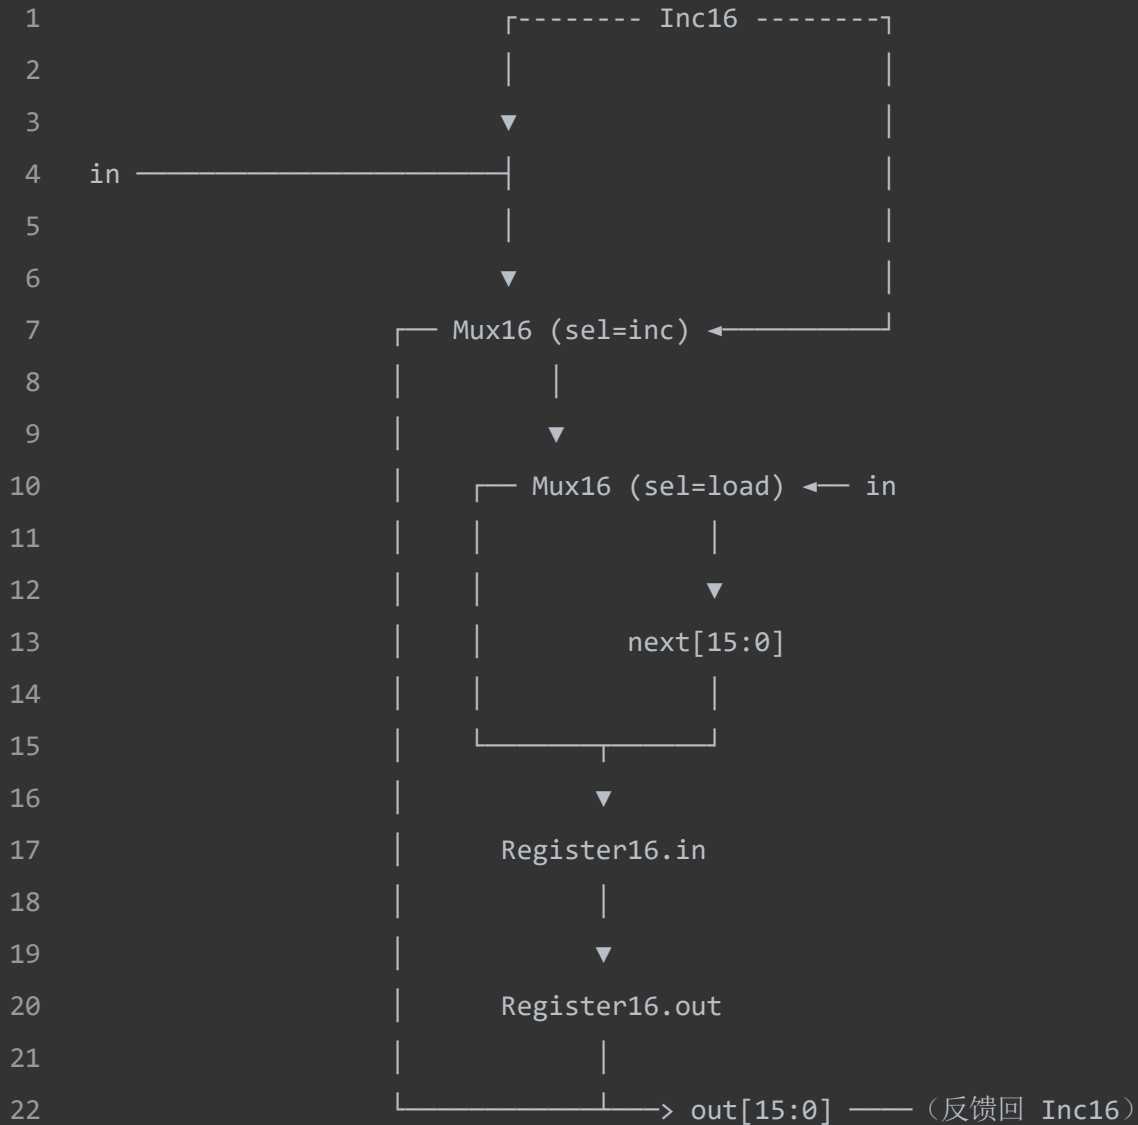 1 ┌-------- Inc16 --------┐
2 │ │
3 ▼ │
4 in ───────────────────────┤ │
5 │ │
6 ▼ │
7 ┌── Mux16 (sel=inc) ◄──────────┘
8 │ │
9 │ ▼
10 │ ┌── Mux16 (sel=load) ◄── in
11 │ │ │
12 │ │ ▼
13 │ │ next[15:0]
14 │ │ │
15 │ └───────┬──────┘
16 │ ▼
17 │ Register16.in
18 │ │
19 │ ▼
20 │ Register16.out
21 │ │
22 └────────────┴───> out[15:0] ────（反馈回 Inc16）